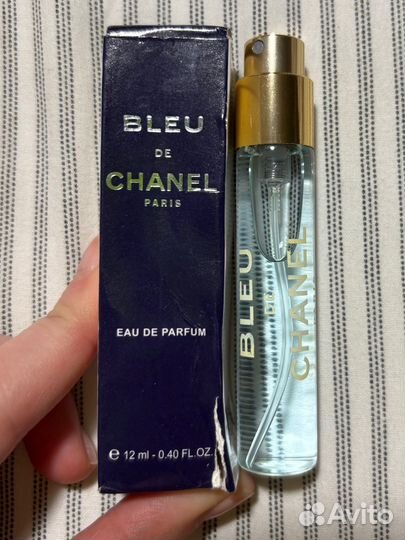 BLEU
DE
CHANEL
PARIS
EAU DE PARFUM
℮ 12 ml - 0.40 FL.OZ.
BLEU
DE
CHANEL
Avito